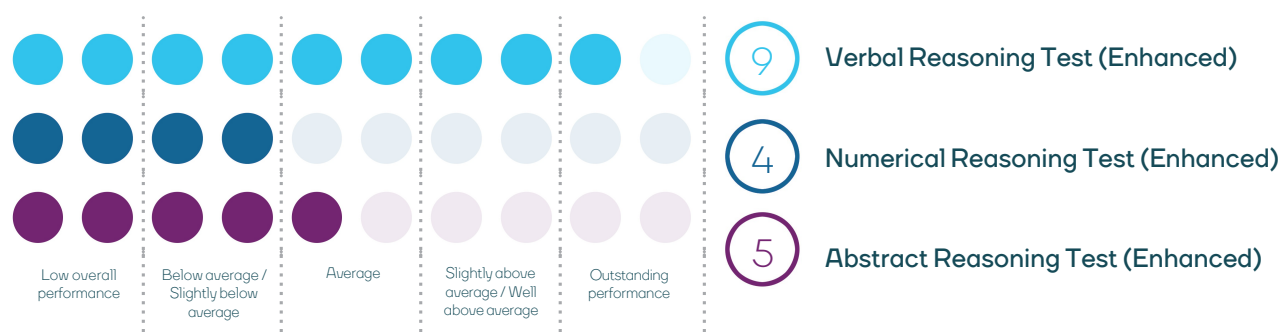 9
Verbal Reasoning Test (Enhanced)
4
Numerical Reasoning Test (Enhanced)
5
Abstract Reasoning Test (Enhanced)
Low overall
performance
Below average /
Slightly below
average
Average
Slightly above
average / Well
above average
Outstanding
performance